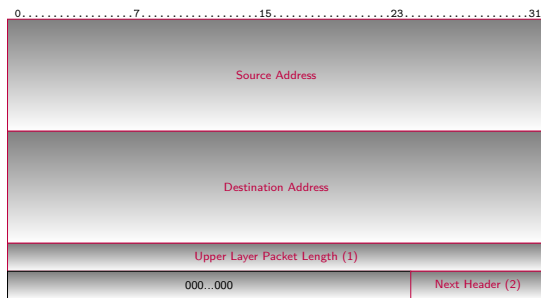 0..................7...................15...................23....................31
Source Address
Destination Address
Upper Layer Packet Length (1)
000...000 Next Header (2)